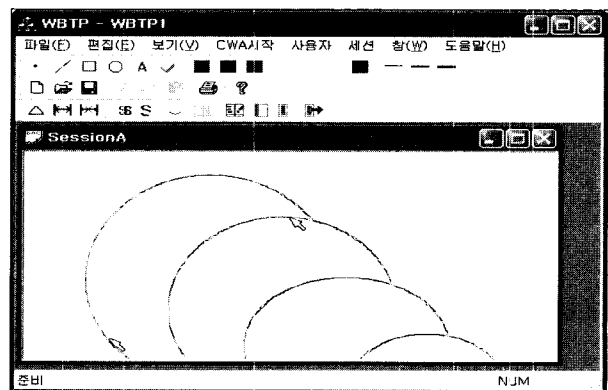 WBTP - WBTP1
파일(F) 편집(E) 보기(V) CWA시작 사용자 세션 창(W) 도움말(H)
A
SB S
SessionA
준비 NUM